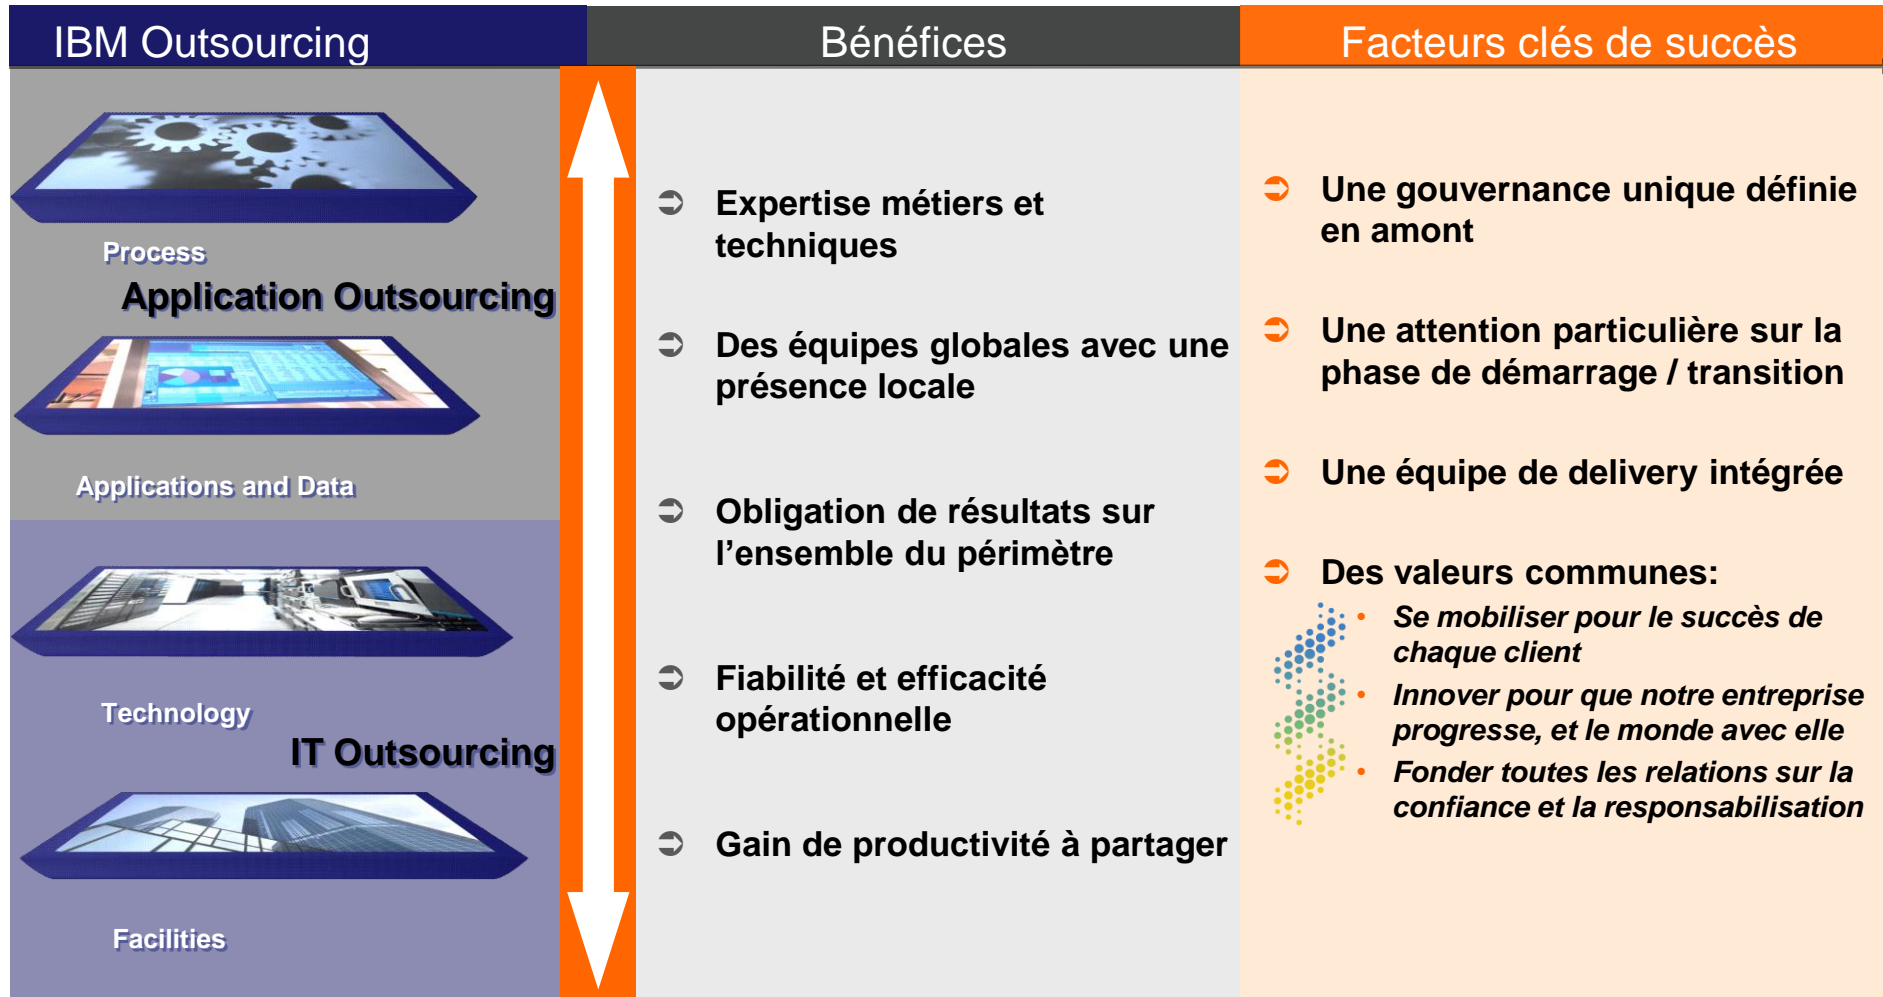 IBM Outsourcing
Process
Application Outsourcing
Applications and Data
Technology
IT Outsourcing
Facilities
Bénéfices
Expertise métiers et
techniques
Des équipes globales avec une
présence locale
Obligation de résultats sur
l’ensemble du périmètre
Fiabilité et efficacité
opérationnelle
Gain de productivité à partager
Facteurs clés de succès
Une gouvernance unique définie
en amont
Une attention particulière sur la
phase de démarrage / transition
Une équipe de delivery intégrée
Des valeurs communes:
Se mobiliser pour le succès de
chaque client
Innover pour que notre entreprise
progresse, et le monde avec elle
Fonder toutes les relations sur la
confiance et la responsabilisation